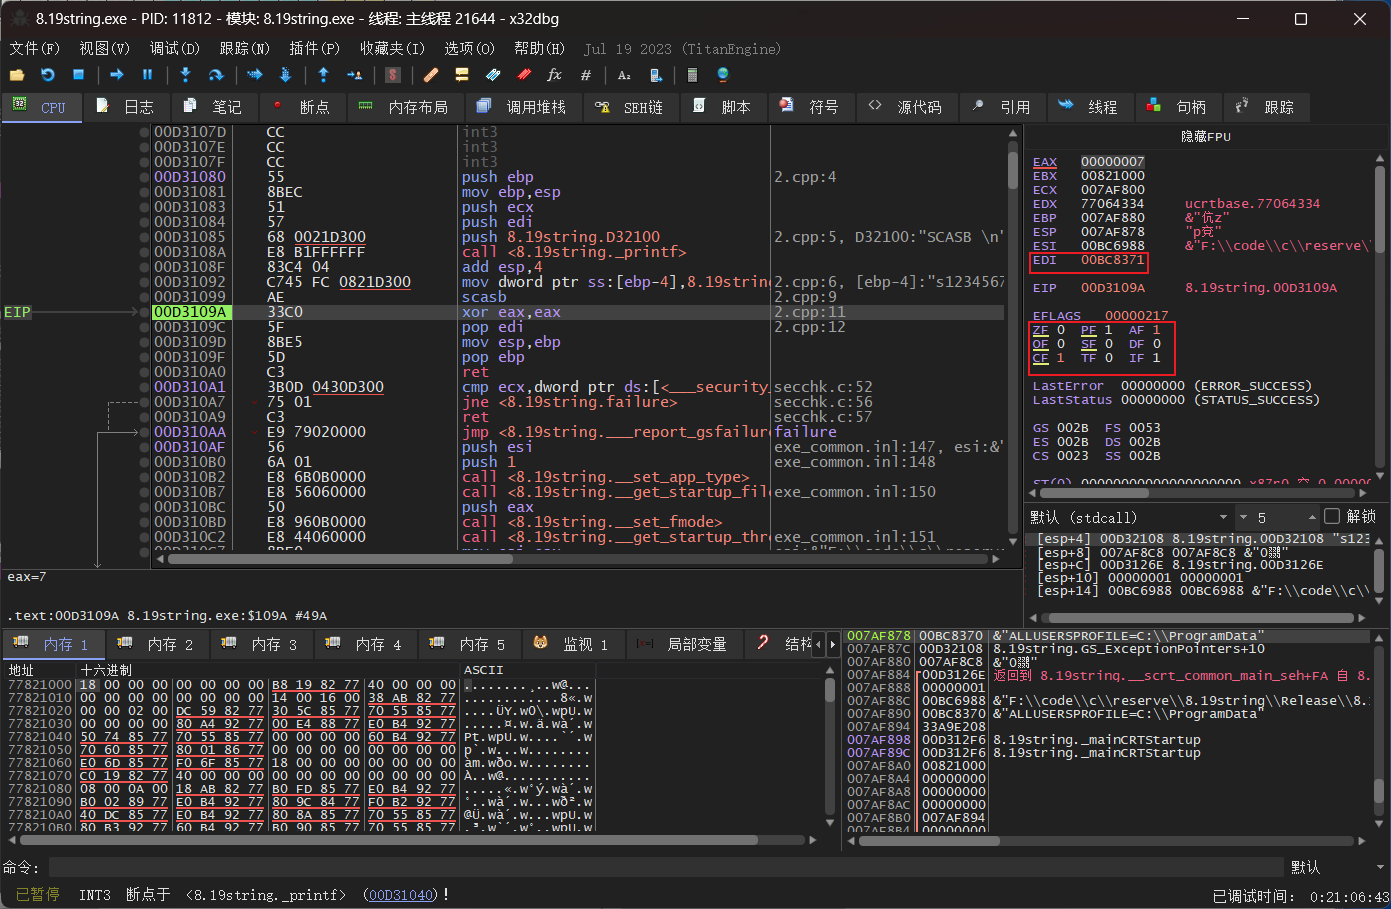 8.19string.exe - PID: 11812 - 模块: 8.19string.exe - 线程: 主线程 21644 - x32dbg
文件(F) 视图(V) 调试(D) 跟踪(N) 插件(P) 收藏夹(I) 选项(O) 帮助(H) Jul 19 2023 (TitanEngine)
CPU 日志 笔记 断点 内存布局 调用堆栈 SEH链 脚本 符号 源代码 引用 线程 句柄 跟踪
00D3107D CC int3
00D3107E CC int3
00D3107F CC int3
00D31080 55 push ebp 2.cpp:4
00D31081 8BEC mov ebp,esp
00D31083 51 push ecx
00D31084 57 push edi
00D31085 68 0021D300 push 8.19string.D32100 2.cpp:5, D32100:"SCASB \n"
00D3108A E8 B1FFFFFF call <8.19string._printf>
00D3108F 83C4 04 add esp,4
00D31092 C745 FC 0821D300 mov dword ptr ss:[ebp-4],8.19string 2.cpp:6, [ebp-4]:"s1234567
00D31099 AE scasb 2.cpp:9
EIP 00D3109A 33C0 xor eax,eax 2.cpp:11
00D3109C 5F pop edi 2.cpp:12
00D3109D 8BE5 mov esp,ebp
00D3109F 5D pop ebp
00D310A0 C3 ret
00D310A1 3B0D 0430D300 cmp ecx,dword ptr ds:[<___security_ secchk.c:52
00D310A7 75 01 jne <8.19string.failure> secchk.c:56
00D310A9 C3 ret secchk.c:57
00D310AA E9 79020000 jmp <8.19string.___report_gsfailure failure
00D310AF 56 push esi exe_common.inl:147, esi:&"
00D310B0 6A 01 push 1 exe_common.inl:148
00D310B2 E8 6B0B0000 call <8.19string.__set_app_type>
00D310B7 E8 56060000 call <8.19string.__get_startup_file exe_common.inl:150
00D310BC 50 push eax
00D310BD E8 960B0000 call <8.19string.__set_fmode>
00D310C2 E8 44060000 call <8.19string.__get_startup_thre exe_common.inl:151
eax=7
.text:00D3109A 8.19string.exe:$109A #49A
隐藏FPU
EAX 00000007
EBX 00821000
ECX 007AF800
EDX 77064334 ucrtbase.77064334
EBP 007AF880 &"伉z"
ESP 007AF878
ESI 00BC6988 &"F:\\code\\c\\reserve\\
EDI 00BC8371
EIP 00D3109A 8.19string.00D3109A
EFLAGS 00000217
ZF 0 PF 1 AF 1
OF 0 SF 0 DF 0
CF 1 TF 0 IF 1
LastError 00000000 (ERROR_SUCCESS)
LastStatus 00000000 (STATUS_SUCCESS)
GS 002B FS 0053
ES 002B DS 002B
CS 0023 SS 002B
默认 (stdcall) 5 解锁
[esp+4] 00D32108 8.19string.00D32108 "s123
[esp+8] 007AF8C8 007AF8C8
[esp+C] 00D3126E 8.19string.00D3126E
[esp+10] 00000001 00000001
[esp+14] 00BC6988 00BC6988 &"F:\\code\\c\\
内存 1 内存 2 内存 3 内存 4 内存 5 监视 1 局部变量 结构
地址 十六进制 ASCII
77821000 18 00 00 00 00 00 00 00 B8 19 82 77 40 00 00 00 .........,.w@...
77821010 00 00 00 00 00 00 00 00 14 00 16 00 38 AB 82 77 ............8«.w
77821020 00 00 02 00 DC 59 82 77 30 5C 85 77 70 55 85 77 ....ÜY.w0\.wpU.w
77821030 00 00 00 00 80 A4 92 77 00 E4 88 77 E0 B4 92 77 .....¤.w.ä.wà´.w
77821040 50 74 85 77 70 55 85 77 00 00 00 00 60 B4 92 77 Pt.wpU.w....`´.w
77821050 70 60 85 77 80 01 86 77 00 00 00 00 00 00 00 00 p`.w...w........
77821060 E0 6D 85 77 F0 6F 85 77 18 00 00 00 00 00 00 00 àm.wðo.w........
77821070 C0 19 82 77 40 00 00 00 00 00 00 00 00 00 00 00 À..w@...........
77821080 08 00 0A 00 18 AB 82 77 B0 FD 85 77 E0 B4 92 77 .....«.w°ý.wà´.w
77821090 B0 02 89 77 E0 B4 92 77 80 9C 84 77 F0 B2 92 77 °..wà´.w...wð².w
778210A0 40 DC 85 77 E0 B4 92 77 80 8A 85 77 70 55 85 77 @Ü.wà´.w...wpU.w
778210B0 80 B3 92 77 60 B4 92 77 B0 90 85 77 70 55 85 77 .³.w`´.w°..wpU.w
007AF878 00BC8370 &"ALLUSERSPROFILE=C:\\ProgramData"
007AF87C 00D32108 8.19string.GS_ExceptionPointers+10
007AF880 007AF8C8
007AF884 00D3126E 返回到 8.19string.__scrt_common_main_seh+FA 自 8.
007AF888 00000001
007AF88C 00BC6988 &"F:\\code\\c\\reserve\\8.19string\\Release\\8.1
007AF890 00BC8370 &"ALLUSERSPROFILE=C:\\ProgramData"
007AF894 33A9E208
007AF898 00D312F6 8.19string._mainCRTStartup
007AF89C 00D312F6 8.19string._mainCRTStartup
007AF8A0 00821000
007AF8A4 00000000
007AF8A8 00000000
007AF8AC 00000000
007AF8B0 007AF894
007AF8B4 00000000
命令: 默认
已暂停 INT3 断点于 <8.19string._printf> (00D31040)! 已调试时间: 0:21:06:43